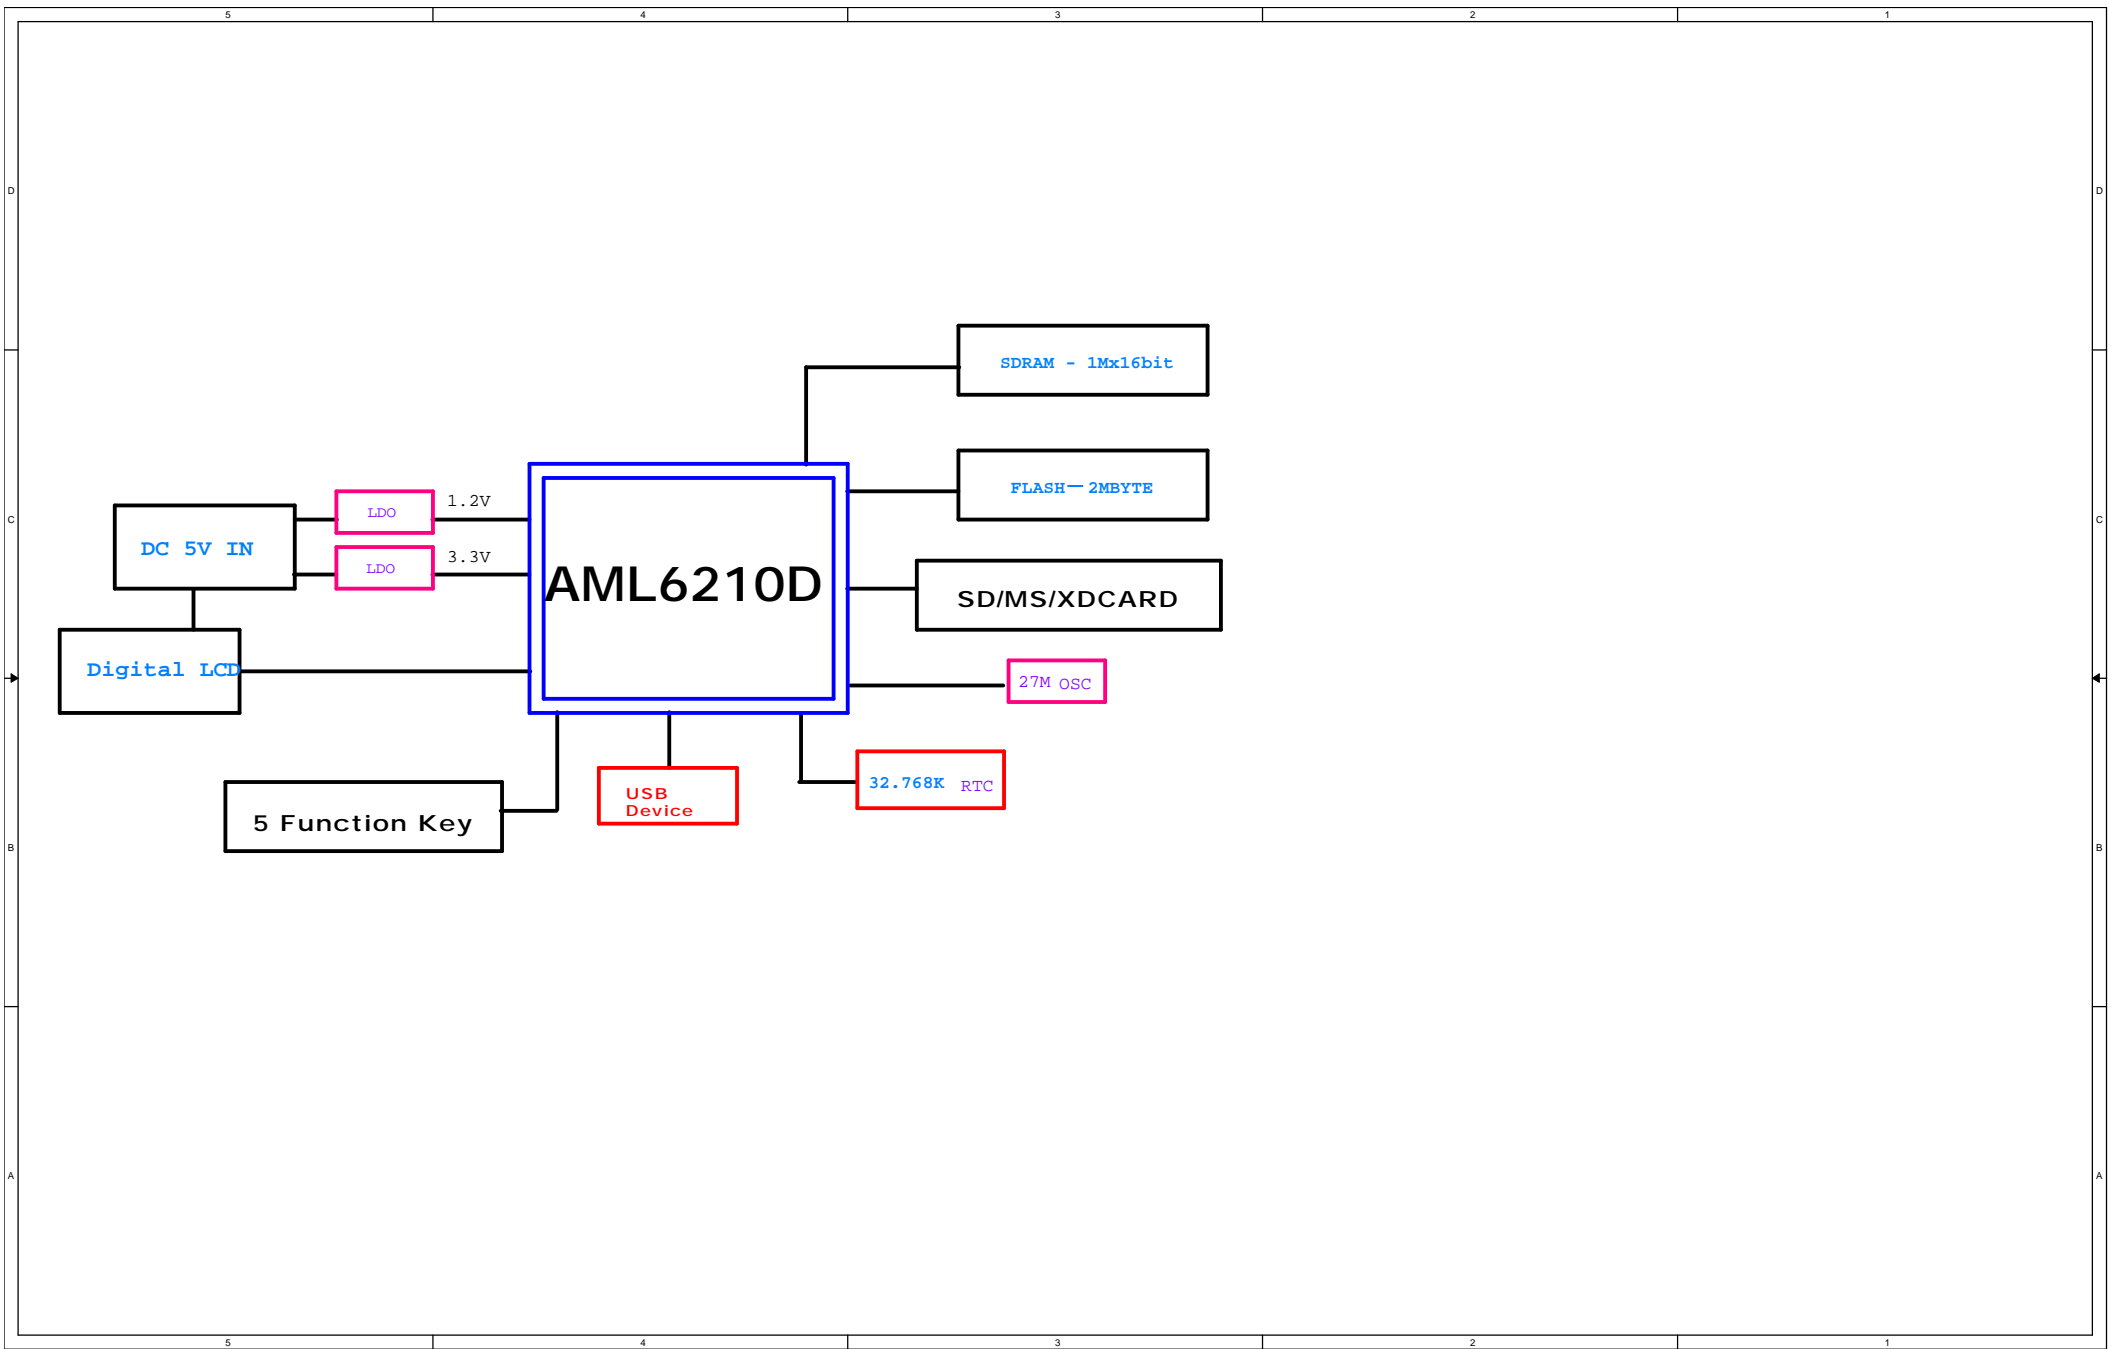 5 4 3 2 1
D D
SDRAM - 1Mx16bit
FLASH—2MBYTE
1.2V
LDO
C C
DC 5V IN
3.3V
LDO
AML6210D
SD/MS/XDCARD
Digital LCD
27M OSC
32.768K RTC
USB
Device
5 Function Key
B B
A A
5 4 3 2 1